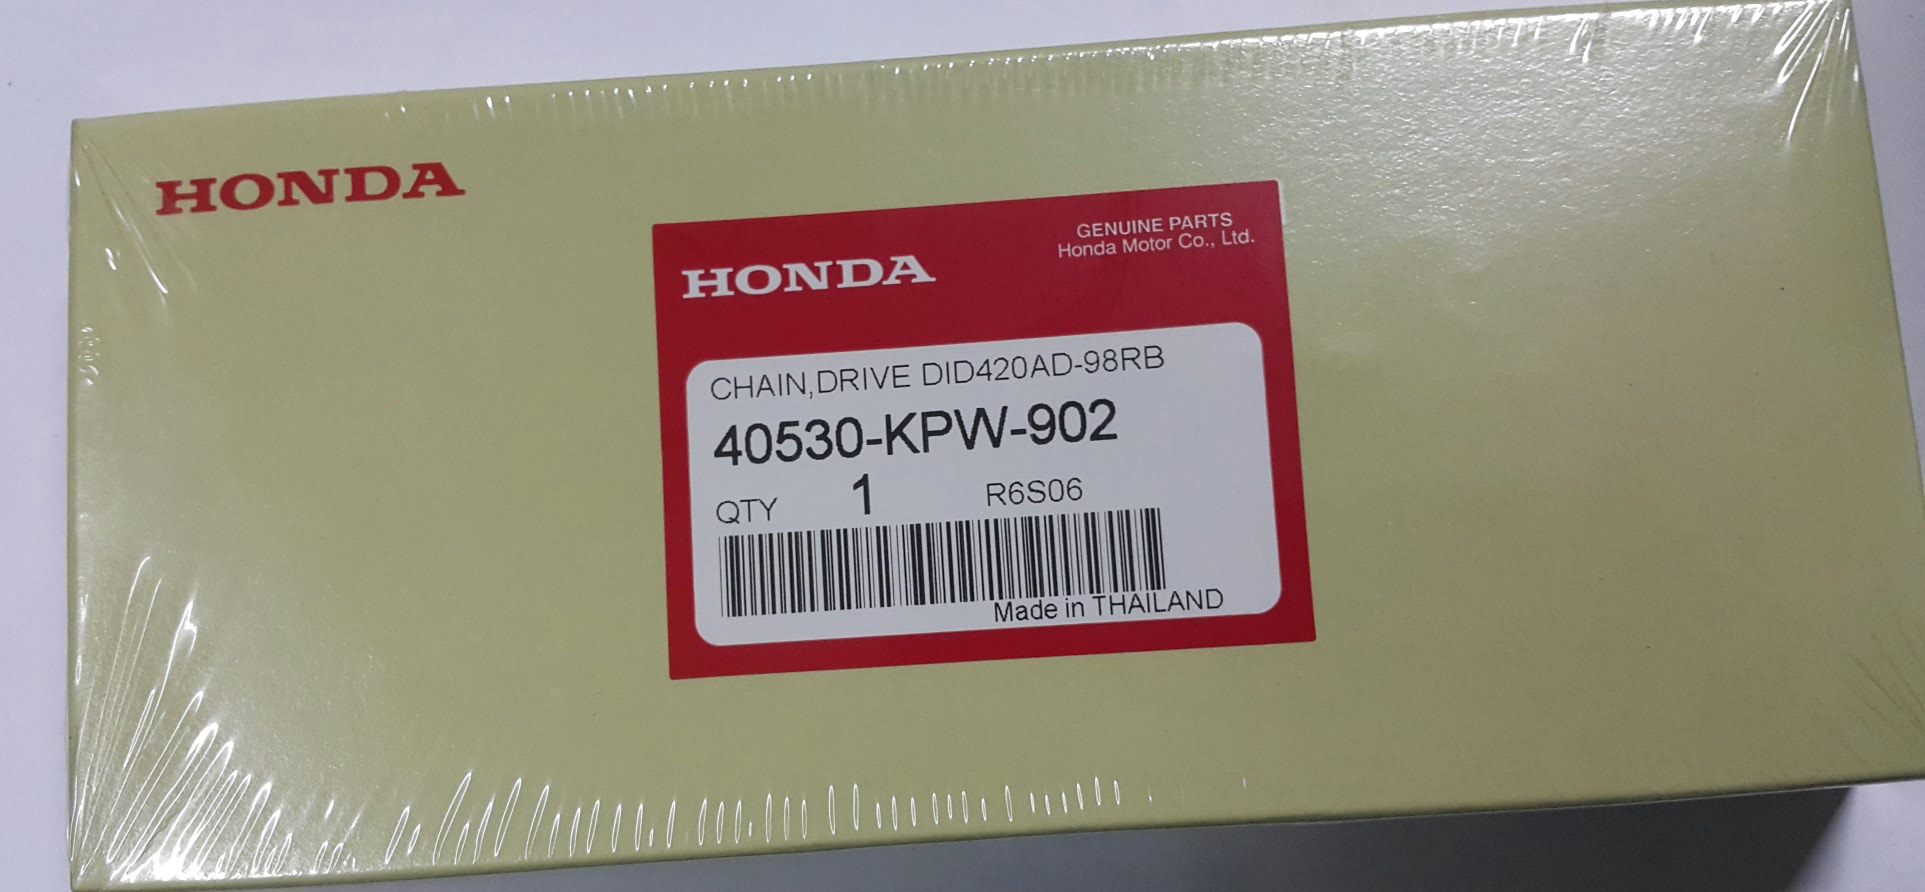 HONDA
GENUINE PARTS
Honda Motor Co., Ltd.
HONDA
CHAIN,DRIVE DID420AD-98RB
40530-KPW-902
QTY 1 R6S06
Made in THAILAND